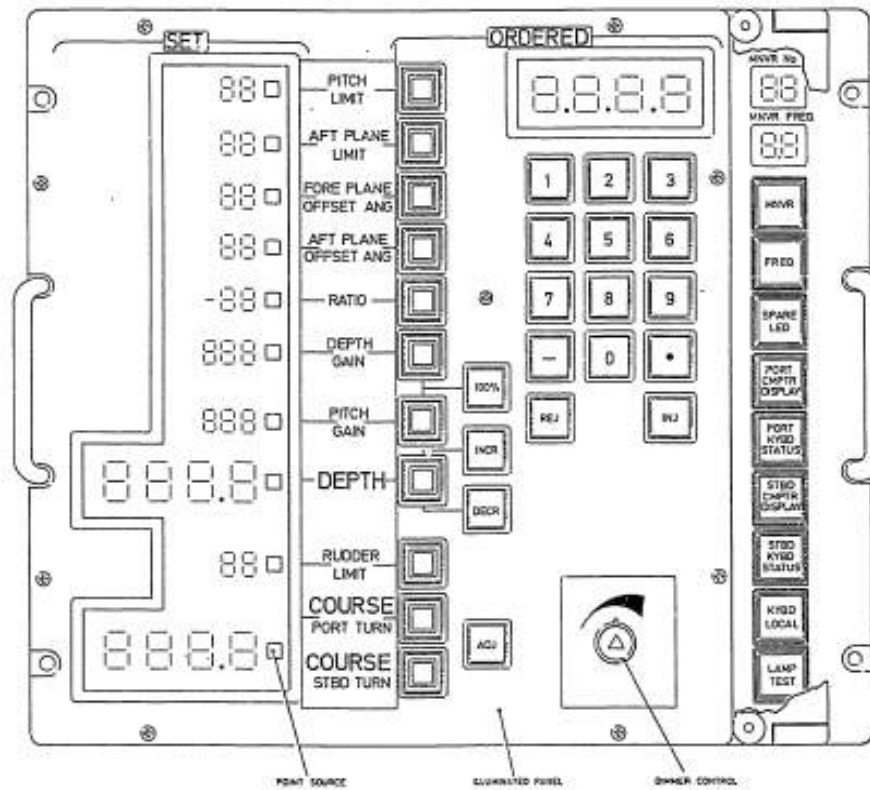 SET
ORDERED
PITCH
LIMIT
AFT PLANE
LIMIT
FORE PLANE
OFFSET ANG
AFT PLANE
OFFSET ANG
RATIO
DEPTH
GAIN
PITCH
GAIN
DEPTH
RUDDER
LIMIT
COURSE
PORT TURN
COURSE
STBD TURN
8.8.8.8
1 2 3
4 5 6
7 8 9
— 0 •
REJ INJ
100%
INCR
DECR
ADJ
88
88
88
88
-88
888
888
888.8
88
888.8
MNVR No
88
MNVR FREQ
8.8
MNVR
FREQ
SPARE
LED
PORT
CMPTR
DISPLAY
PORT
KYBD
STATUS
STBD
CMPTR
DISPLAY
STBD
KYBD
STATUS
KYBD
LOCAL
LAMP
TEST
POINT SOURCE
ILLUMINATED PANEL
DIMMER CONTROL